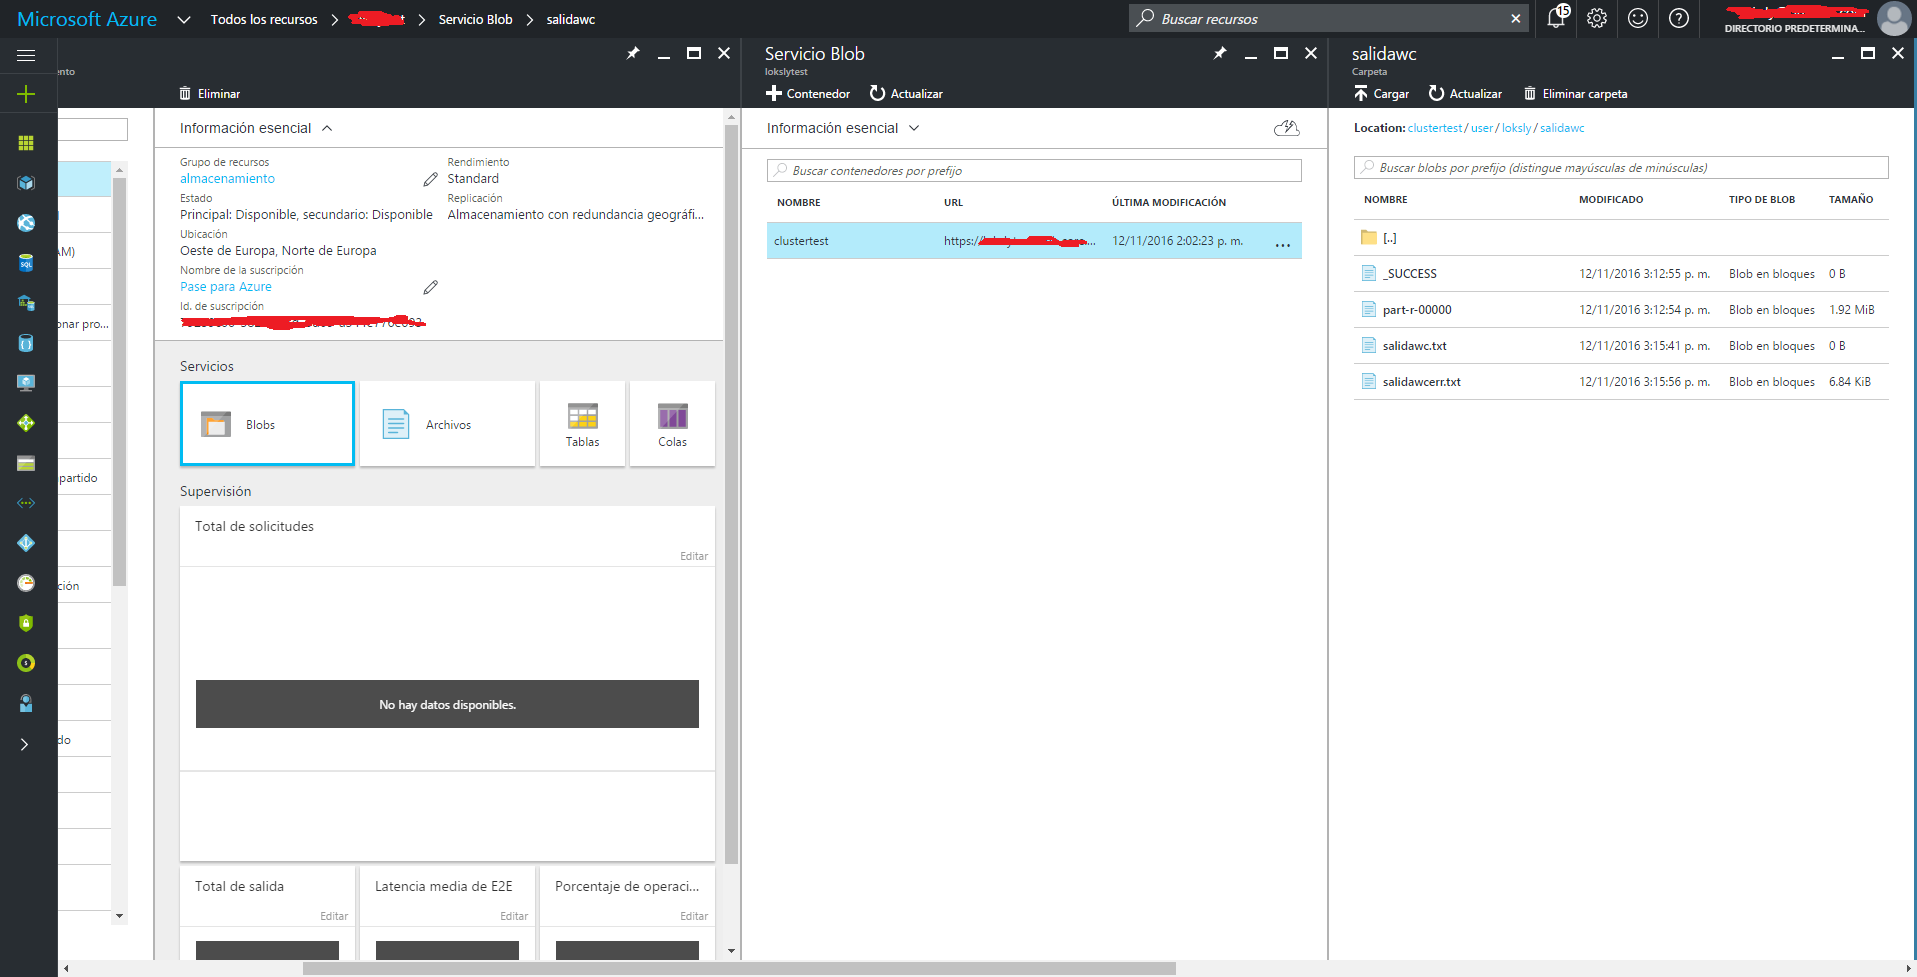 Microsoft Azure
Todos los recursos
Servicio Blob
salidawc
Buscar recursos
15
DIRECTORIO PREDETERMINA...
ento
AM)
onar pro...
partido
ción
do
Eliminar
Información esencial
Grupo de recursos
almacenamiento
Rendimiento
Standard
Estado
Principal: Disponible, secundario: Disponible
Replicación
Almacenamiento con redundancia geográfi...
Ubicación
Oeste de Europa, Norte de Europa
Nombre de la suscripción
Pase para Azure
Id. de suscripción
Servicios
Blobs
Archivos
Tablas
Colas
SQL
Supervisión
Total de solicitudes
Editar
No hay datos disponibles.
Total de salida
Editar
Latencia media de E2E
Editar
Porcentaje de operaci...
Editar
Servicio Blob
lokslytest
Contenedor
Actualizar
Información esencial
Buscar contenedores por prefijo
NOMBRE URL ÚLTIMA MODIFICACIÓN
clustertest https:/ ... 12/11/2016 2:02:23 p. m. ...
salidawc
Carpeta
Cargar
Actualizar
Eliminar carpeta
Location: clustertest / user / loksly / salidawc
Buscar blobs por prefijo (distingue mayúsculas de minúsculas)
NOMBRE MODIFICADO TIPO DE BLOB TAMAÑO
[..]
_SUCCESS 12/11/2016 3:12:55 p. m. Blob en bloques 0 B
part-r-00000 12/11/2016 3:12:54 p. m. Blob en bloques 1.92 MiB
salidawc.txt 12/11/2016 3:15:41 p. m. Blob en bloques 0 B
salidawcerr.txt 12/11/2016 3:15:56 p. m. Blob en bloques 6.84 KiB